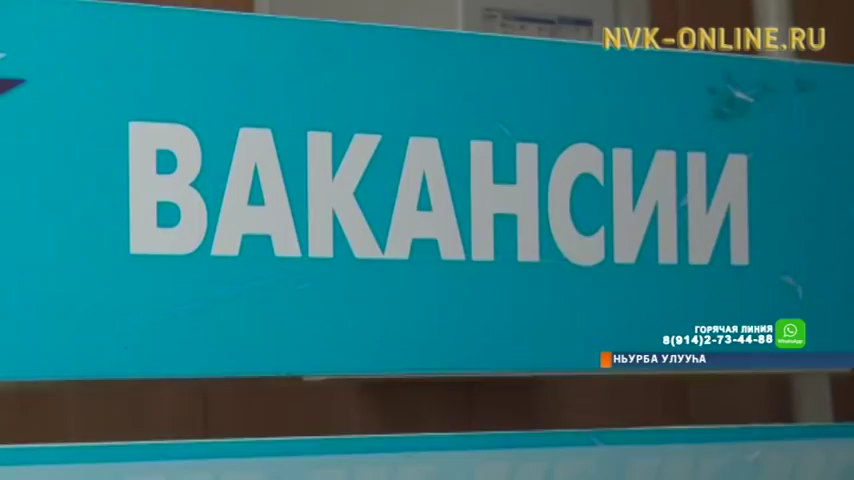 NVK-ONLINE.RU
ВАКАНСИИ
ГОРЯЧАЯ ЛИНИЯ
8(914)2-73-44-88
WhatsApp
НЬУРБА УЛУУҺА